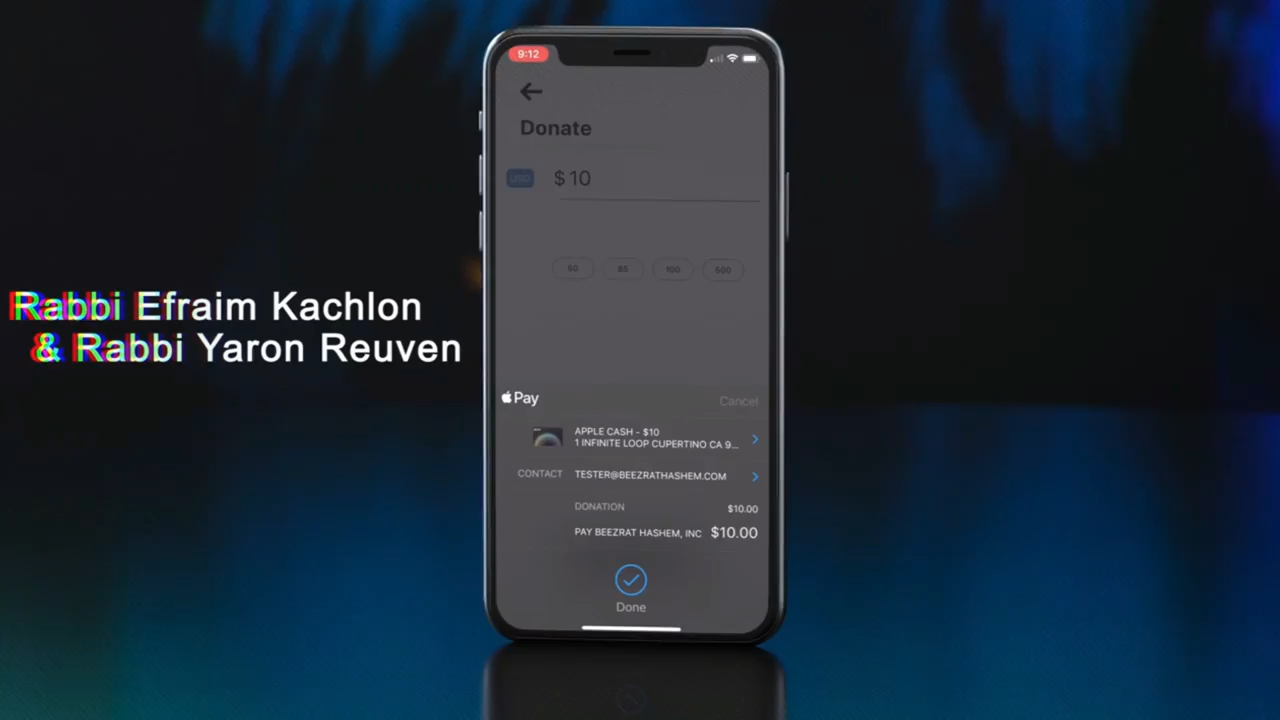 Rabbi Efraim Kachlon
& Rabbi Yaron Reuven
9:12
Donate
USD
$ 10
50
85
100
500
Pay
Cancel
APPLE CASH - $10
1 INFINITE LOOP CUPERTINO CA 9...
CONTACT
TESTER@BEEZRATHASHEM.COM
DONATION
$10.00
PAY BEEZRAT HASHEM, INC
$10.00
Done